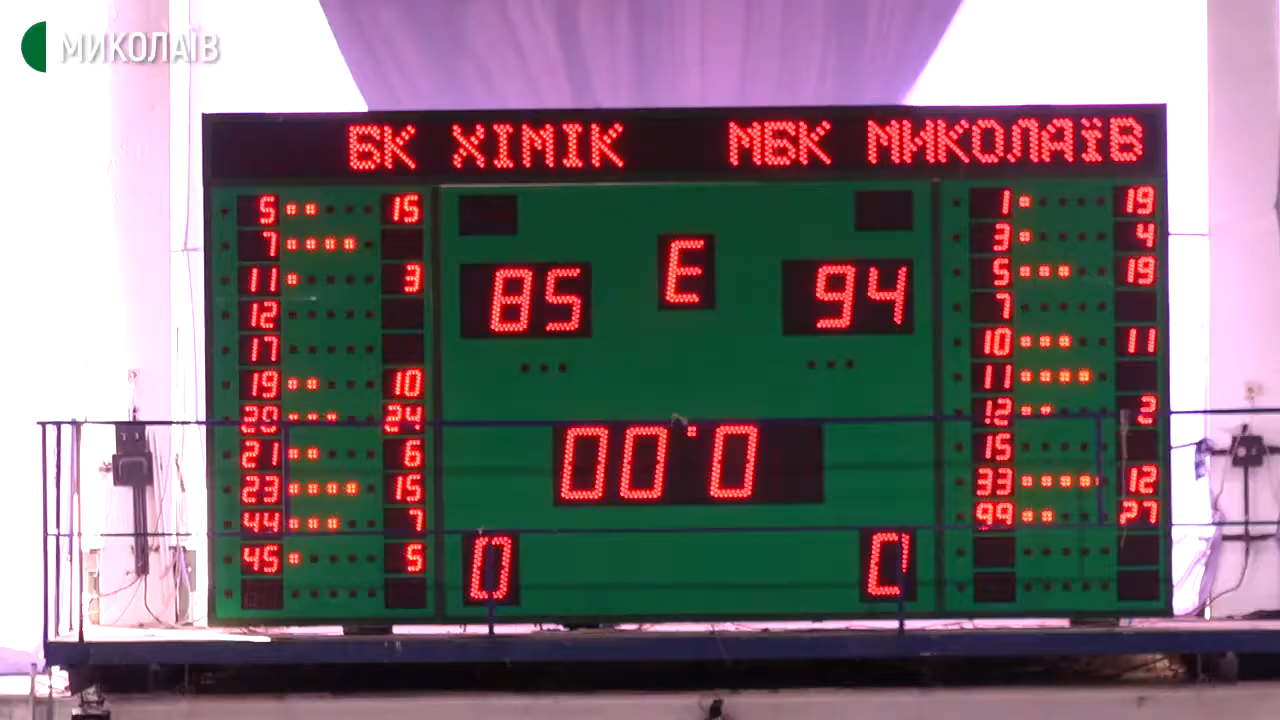 МИКОЛАЇВ
БК ХІМІК МБК МИКОЛАЇВ
5 15 1 19
7 E 3 4
11 3 85 94 5 19
12 7
17 10 11
19 10 11
20 24 12 2
21 6 00:0 15
23 15 33 12
44 7 99 27
45 5 0 0